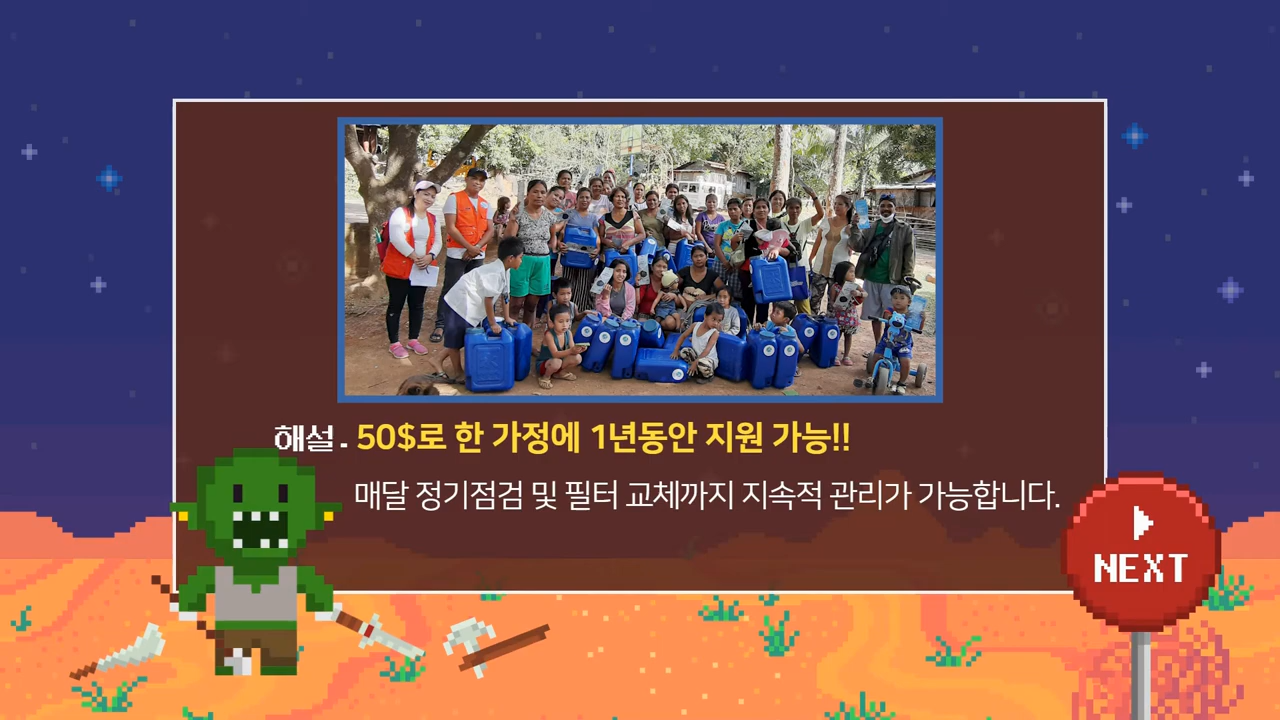 해설. 50$로 한 가정에 1년동안 지원 가능!!
매달 정기점검 및 필터 교체까지 지속적 관리가 가능합니다.
NEXT